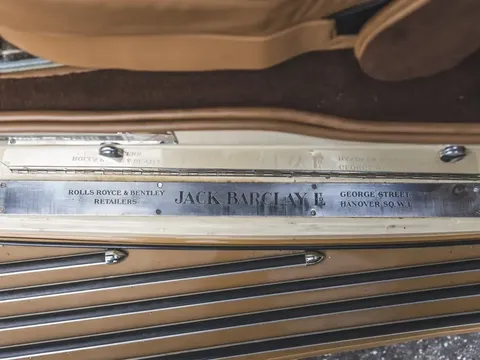 ROLLS ROYCE & BENTLEY
RETAILERS
JACK BARCLAY L
GEORGE STREET
HANOVER SQ.W.1.